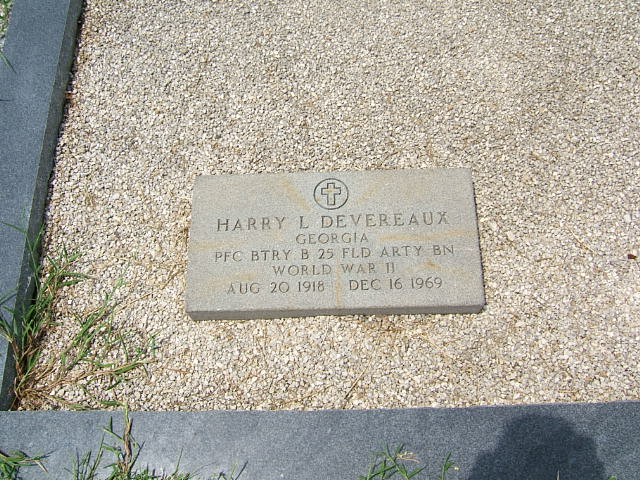 HARRY L DEVEREAUX
GEORGIA
PFC BTRY B 25 FLD ARTY BN
WORLD WAR II
AUG 20 1918 DEC 16 1969